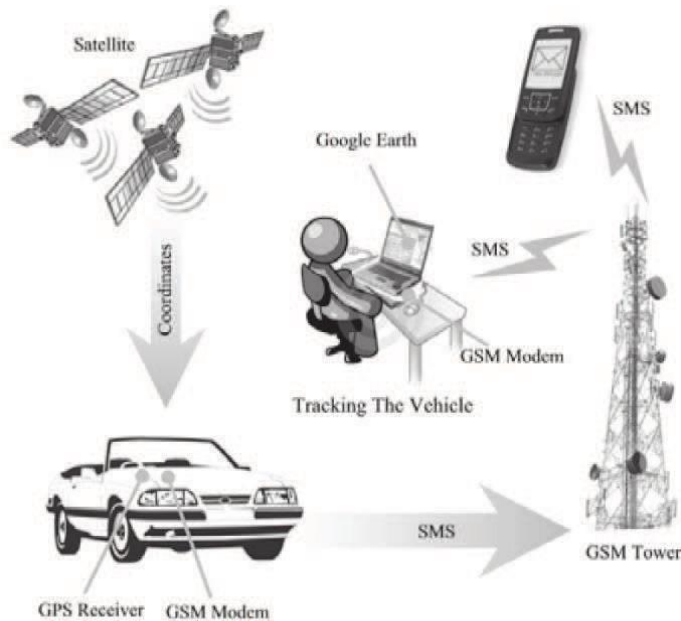 Satellite
SMS
Google Earth
SMS
Coordinates
GSM Modem
Tracking The Vehicle
SMS
GSM Tower
GPS Receiver
GSM Modem